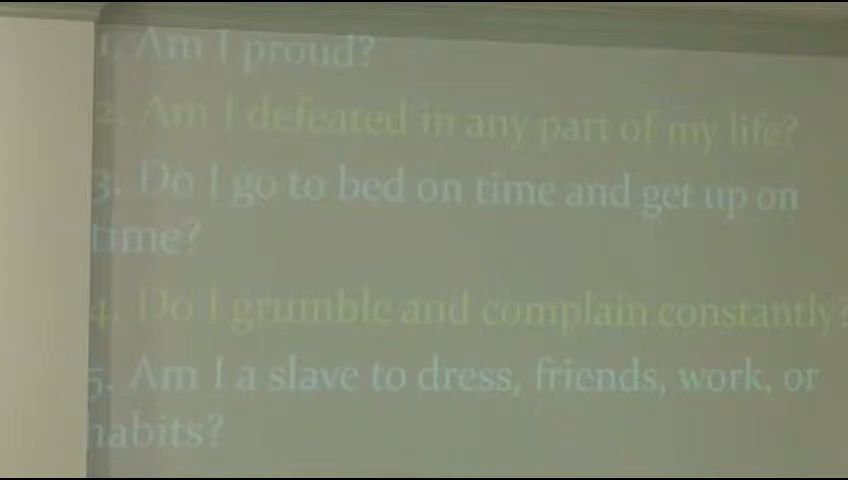 1. Am I proud?
2. Am I defeated in any part of my life?
3. Do I go to bed on time and get up on
time?
4. Do I grumble and complain constantly?
5. Am I a slave to dress, friends, work, or
habits?